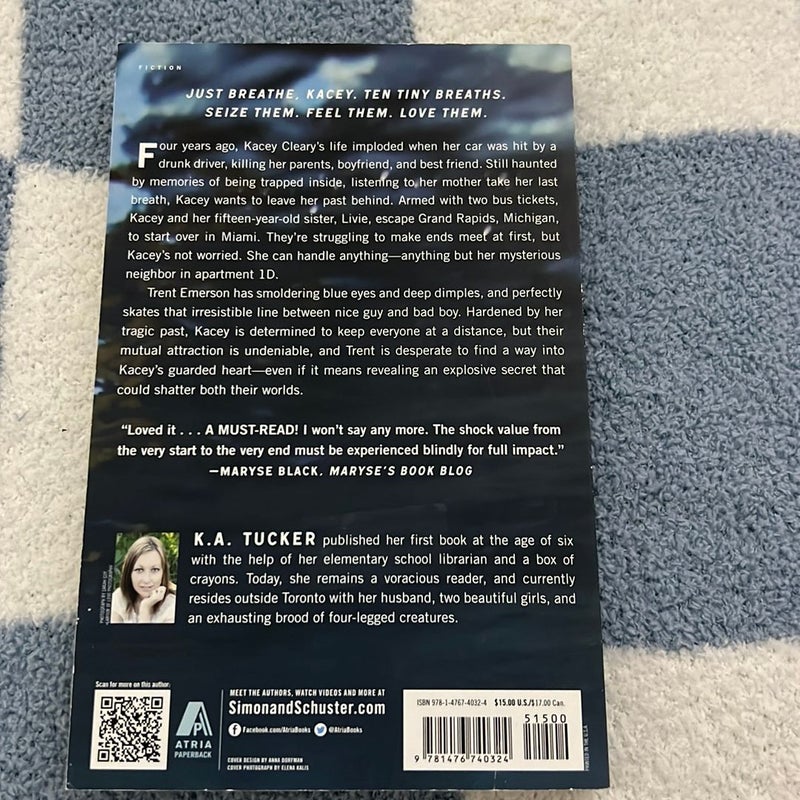 FICTION
JUST BREATHE, KACEY. TEN TINY BREATHS.
SEIZE THEM. FEEL THEM. LOVE THEM.
Four years ago, Kacey Cleary's life imploded when her car was hit by a
drunk driver, killing her parents, boyfriend, and best friend. Still haunted
by memories of being trapped inside, listening to her mother take her last
breath, Kacey wants to leave her past behind. Armed with two bus tickets,
Kacey and her fifteen-year-old sister, Livie, escape Grand Rapids, Michigan,
to start over in Miami. They're struggling to make ends meet at first, but
Kacey's not worried. She can handle anything—anything but her mysterious
neighbor in apartment 1D.
Trent Emerson has smoldering blue eyes and deep dimples, and perfectly
skates that irresistible line between nice guy and bad boy. Hardened by her
tragic past, Kacey is determined to keep everyone at a distance, but their
mutual attraction is undeniable, and Trent is desperate to find a way into
Kacey's guarded heart—even if it means revealing an explosive secret that
could shatter both their worlds.
"Loved it . . . A MUST-READ! I won't say any more. The shock value from
the very start to the very end must be experienced blindly for full impact."
—MARYSE BLACK, MARYSE'S BOOK BLOG
K.A. TUCKER published her first book at the age of six
with the help of her elementary school librarian and a box of
crayons. Today, she remains a voracious reader, and currently
resides outside Toronto with her husband, two beautiful girls, and
an exhausting brood of four-legged creatures.
Scan for more on this author:
AP
ATRIA
PAPERBACK
MEET THE AUTHORS, WATCH VIDEOS AND MORE AT
SimonandSchuster.com
Facebook.com/AtriaBooks @AtriaBooks
COVER DESIGN BY ANNA DORFMAN
COVER PHOTOGRAPH BY ELENA KALIS
ISBN 978-1-4767-4032-4 $15.00 U.S./$17.00 Can.
51500
9 781476 740324
PRINTED IN THE U.S.A.